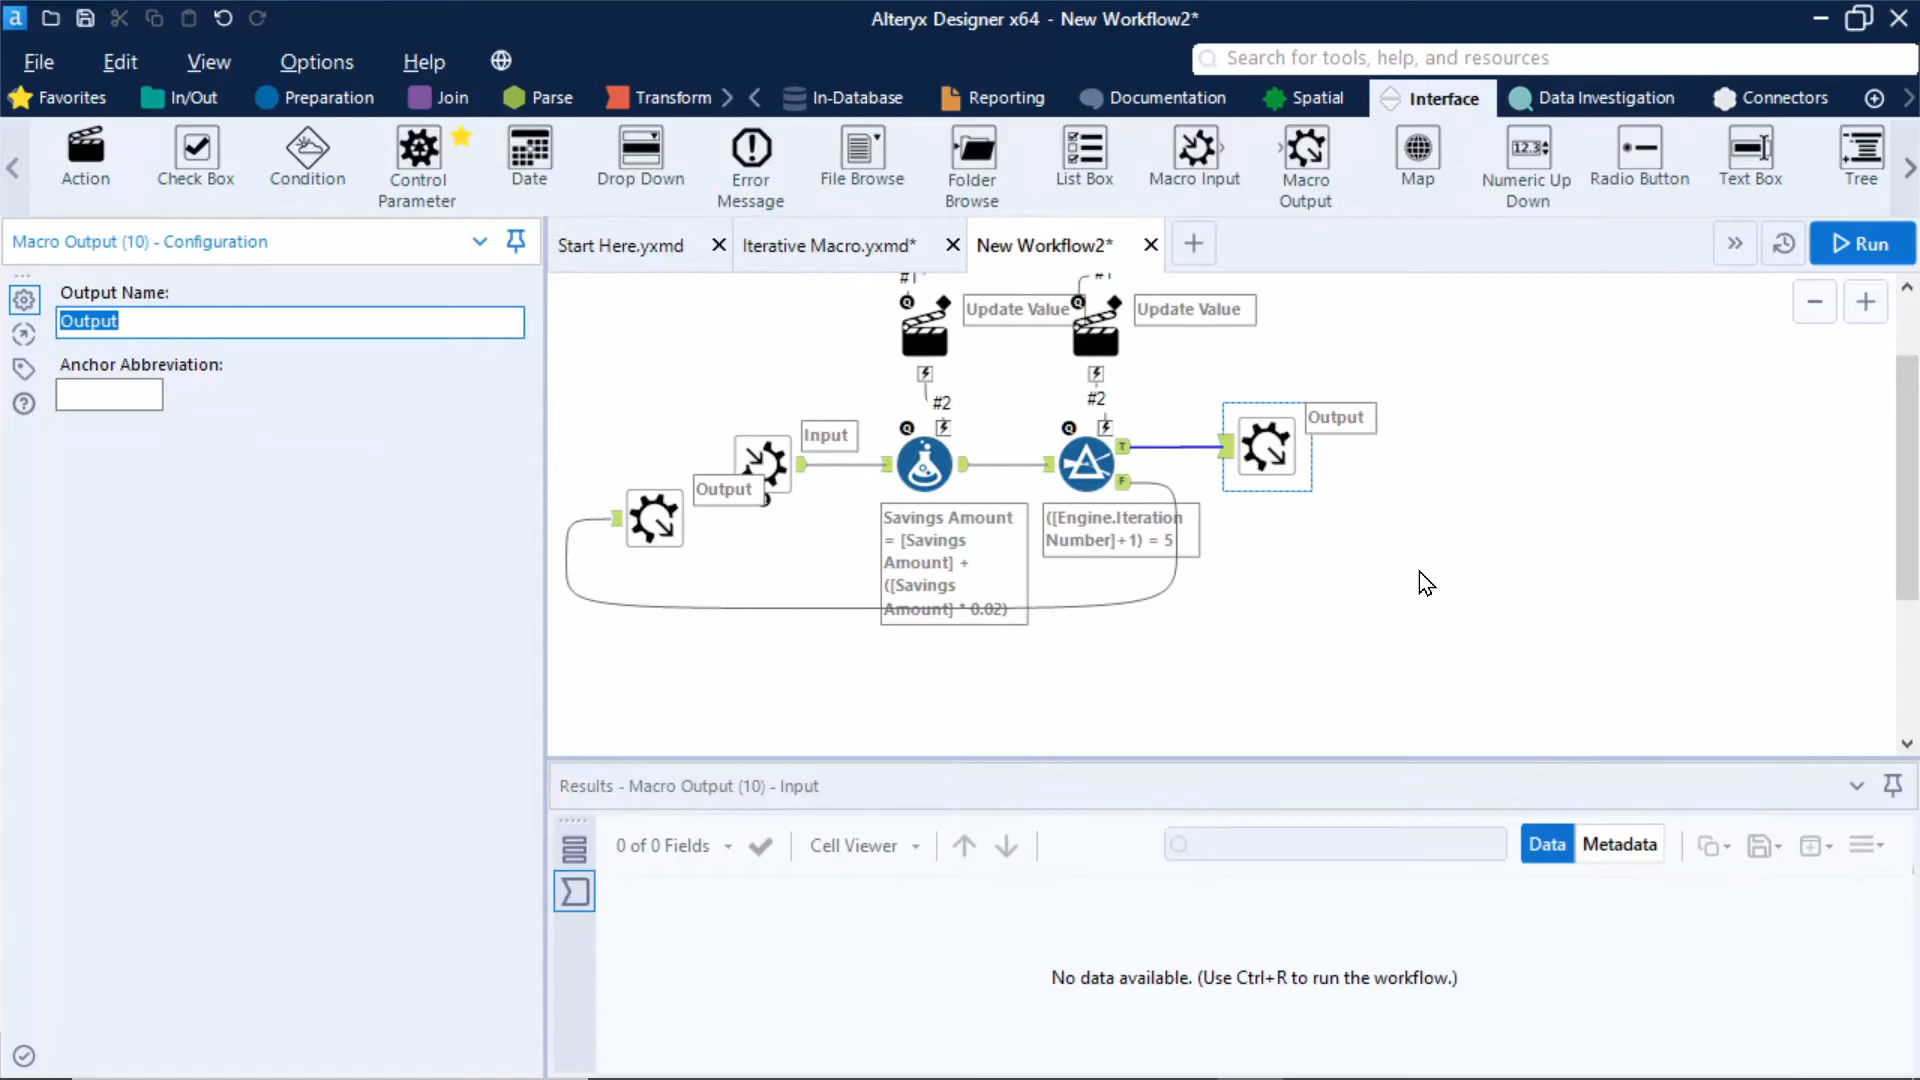 Alteryx Designer x64 - New Workflow2*
File Edit View Options Help
Search for tools, help, and resources
Favorites In/Out Preparation Join Parse Transform In-Database Reporting Documentation Spatial Interface Data Investigation Connectors
Action
Check Box
Condition
Control
Parameter
Date
Drop Down
Error
Message
File Browse
Folder
Browse
List Box
Macro Input
Macro
Output
Map
Numeric Up
Down
Radio Button
Text Box
Tree
Macro Output (10) - Configuration
Output Name:
Output
Anchor Abbreviation:
Start Here.yxmd
Iterative Macro.yxmd*
New Workflow2*
Run
#1
#1
Update Value
Update Value
#2
#2
Input
Output
Output
T
F
Savings Amount
= [Savings
Amount] +
([Savings
Amount] * 0.02)
([Engine.Iteration
Number]+1) = 5
Results - Macro Output (10) - Input
0 of 0 Fields
Cell Viewer
Data
Metadata
No data available. (Use Ctrl+R to run the workflow.)